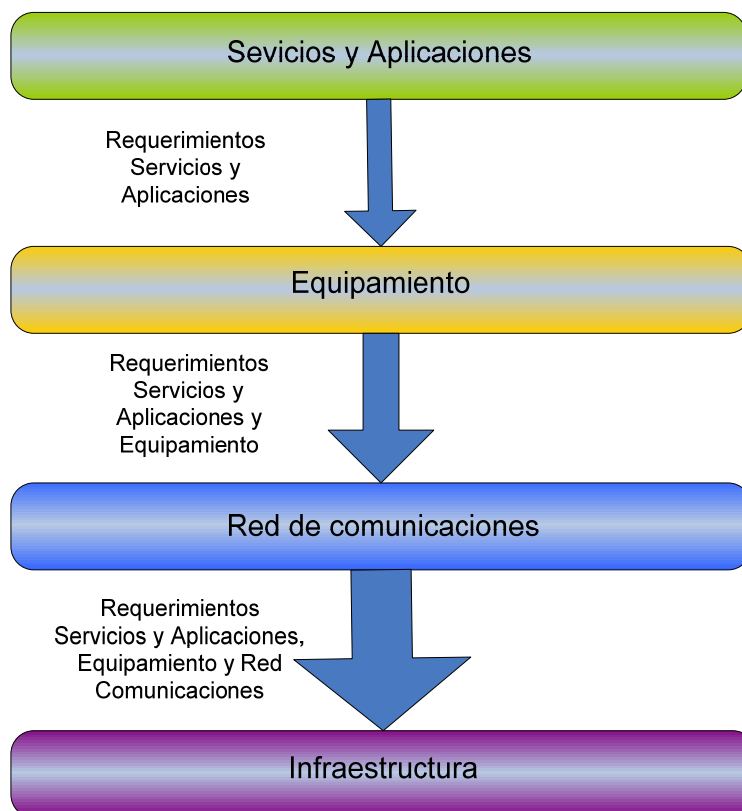 Sevicios y Aplicaciones
Requerimientos
Servicios y
Aplicaciones
Equipamiento
Requerimientos
Servicios y
Aplicaciones y
Equipamiento
Red de comunicaciones
Requerimientos
Servicios y Aplicaciones,
Equipamiento y Red
Comunicaciones
Infraestructura